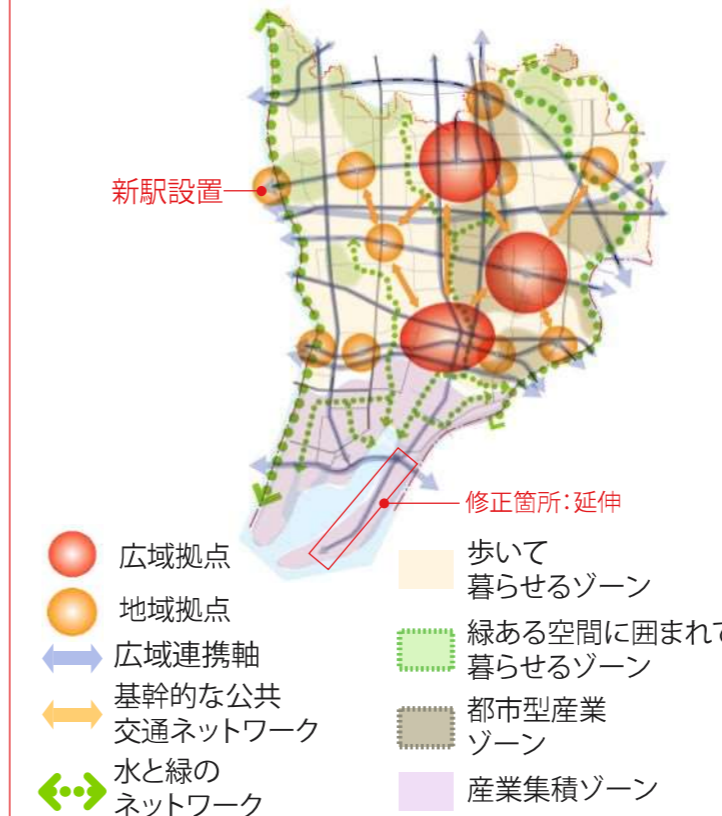 新駅設置
修正箇所:延伸
広域拠点
地域拠点
広域連携軸
基幹的な公共
交通ネットワーク
水と緑の
ネットワーク
歩いて
暮らせるゾーン
緑ある空間に囲まれて
暮らせるゾーン
都市型産業
ゾーン
産業集積ゾーン